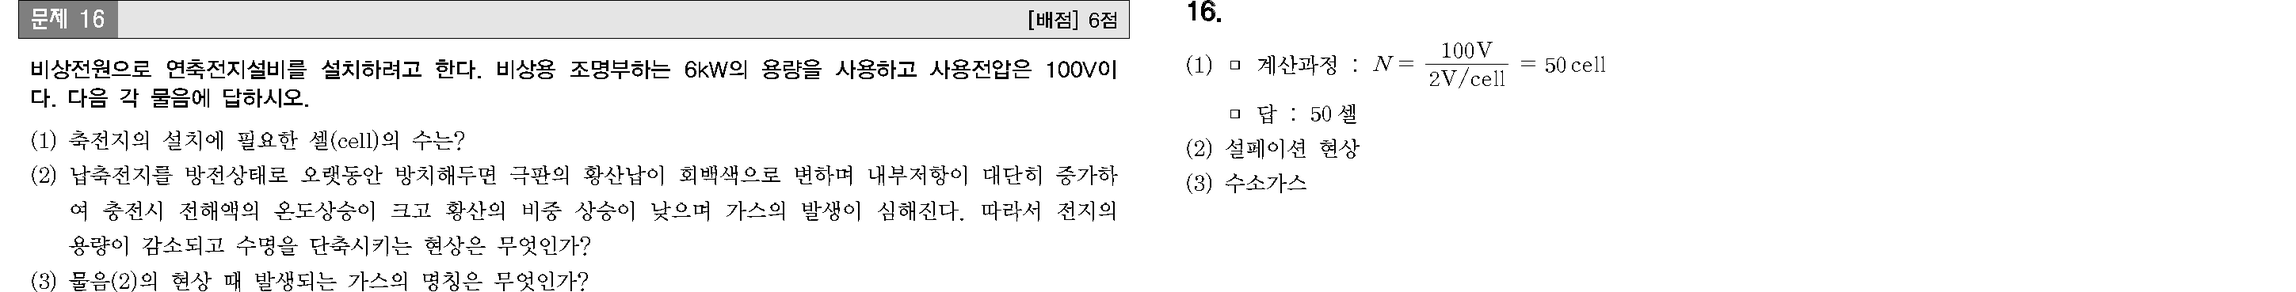 문제 16
[배점] 6점
비상전원으로 연축전지설비를 설치하려고 한다. 비상용 조명부하는 6kW의 용량을 사용하고 사용전압은 100V이
다. 다음 각 물음에 답하시오.
(1) 축전지의 설치에 필요한 셀(cell)의 수는?
(2) 납축전지를 방전상태로 오랫동안 방치해두면 극판의 황산납이 회백색으로 변하며 내부저항이 대단히 증가하
여 충전시 전해액의 온도상승이 크고 황산의 비중 상승이 낮으며 가스의 발생이 심해진다. 따라서 전지의
용량이 감소되고 수명을 단축시키는 현상은 무엇인가?
(3) 물음(2)의 현상 때 발생되는 가스의 명칭은 무엇인가?
16.
(1) □ 계산과정 : N = 100V / 2V/cell = 50 cell
□ 답 : 50 셀
(2) 설페이션 현상
(3) 수소가스